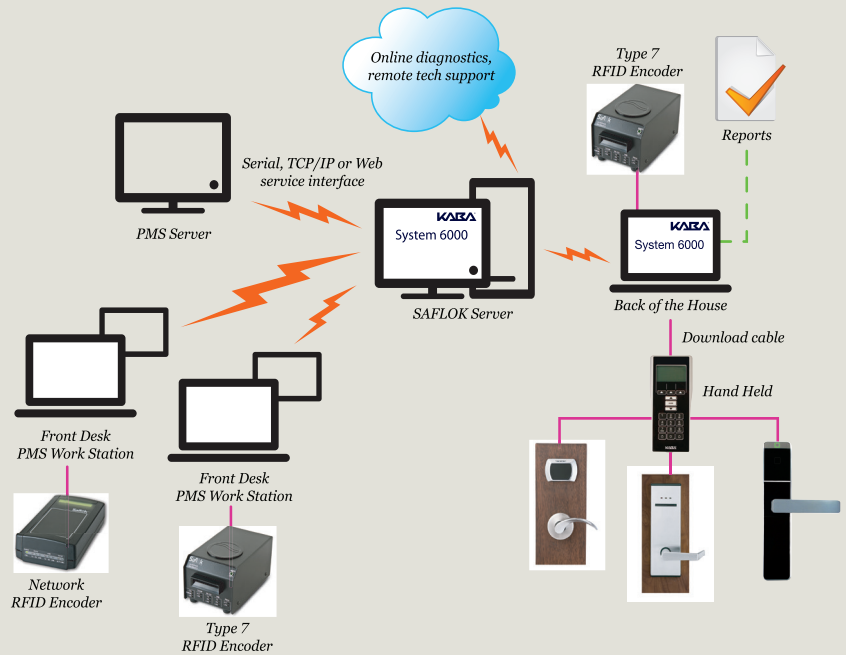 Online diagnostics,
remote tech support
Type 7
RFID Encoder
Reports
Serial, TCP/IP or Web
service interface
PMS Server
KABA
System 6000
SAFLOK Server
KABA
System 6000
Back of the House
Download cable
Hand Held
KABA
Front Desk
PMS Work Station
Front Desk
PMS Work Station
Network
RFID Encoder
Type 7
RFID Encoder